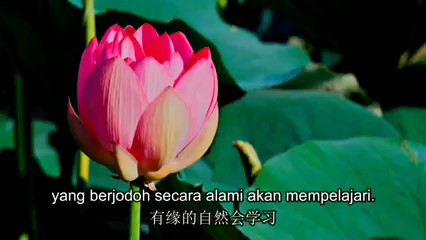 yang berjodoh secara alami akan mempelajari.
有缘的自然会学习